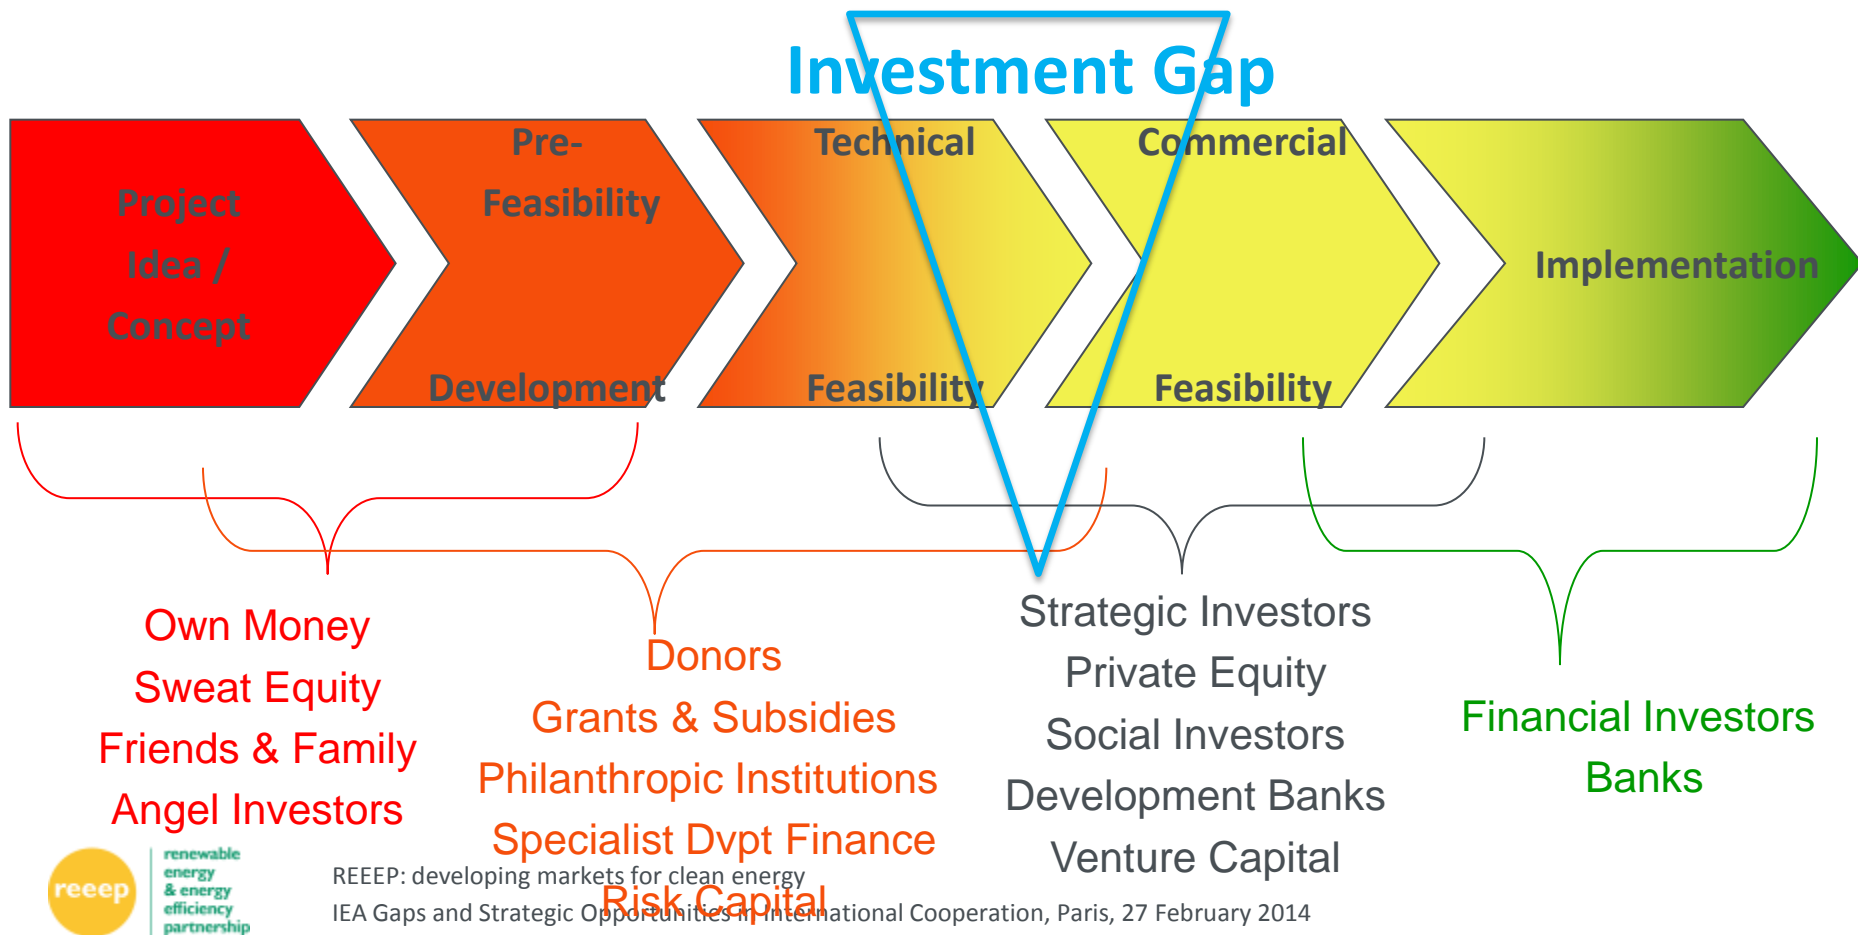 Investment Gap
Project
Idea /
Concept
Pre-
Feasibility
Development
Technical
Feasibility
Commercial
Feasibility
Implementation
Own Money
Sweat Equity
Friends & Family
Angel Investors
Donors
Grants & Subsidies
Philanthropic Institutions
Specialist Dvpt Finance
Risk Capital
Strategic Investors
Private Equity
Social Investors
Development Banks
Venture Capital
Financial Investors
Banks
reeep
renewable
energy
& energy
efficiency
partnership
REEEP: developing markets for clean energy
IEA Gaps and Strategic Opportunities in International Cooperation, Paris, 27 February 2014